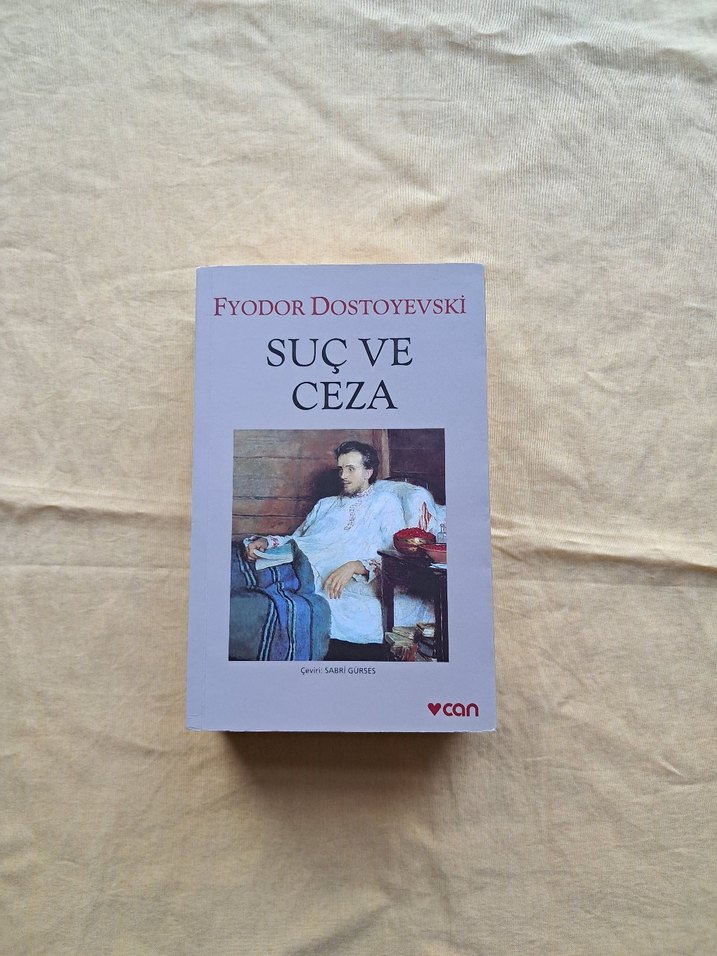 FYODOR DOSTOYEVSKİ
SUÇ VE
CEZA
Çeviri: SABRİ GÜRSES
can